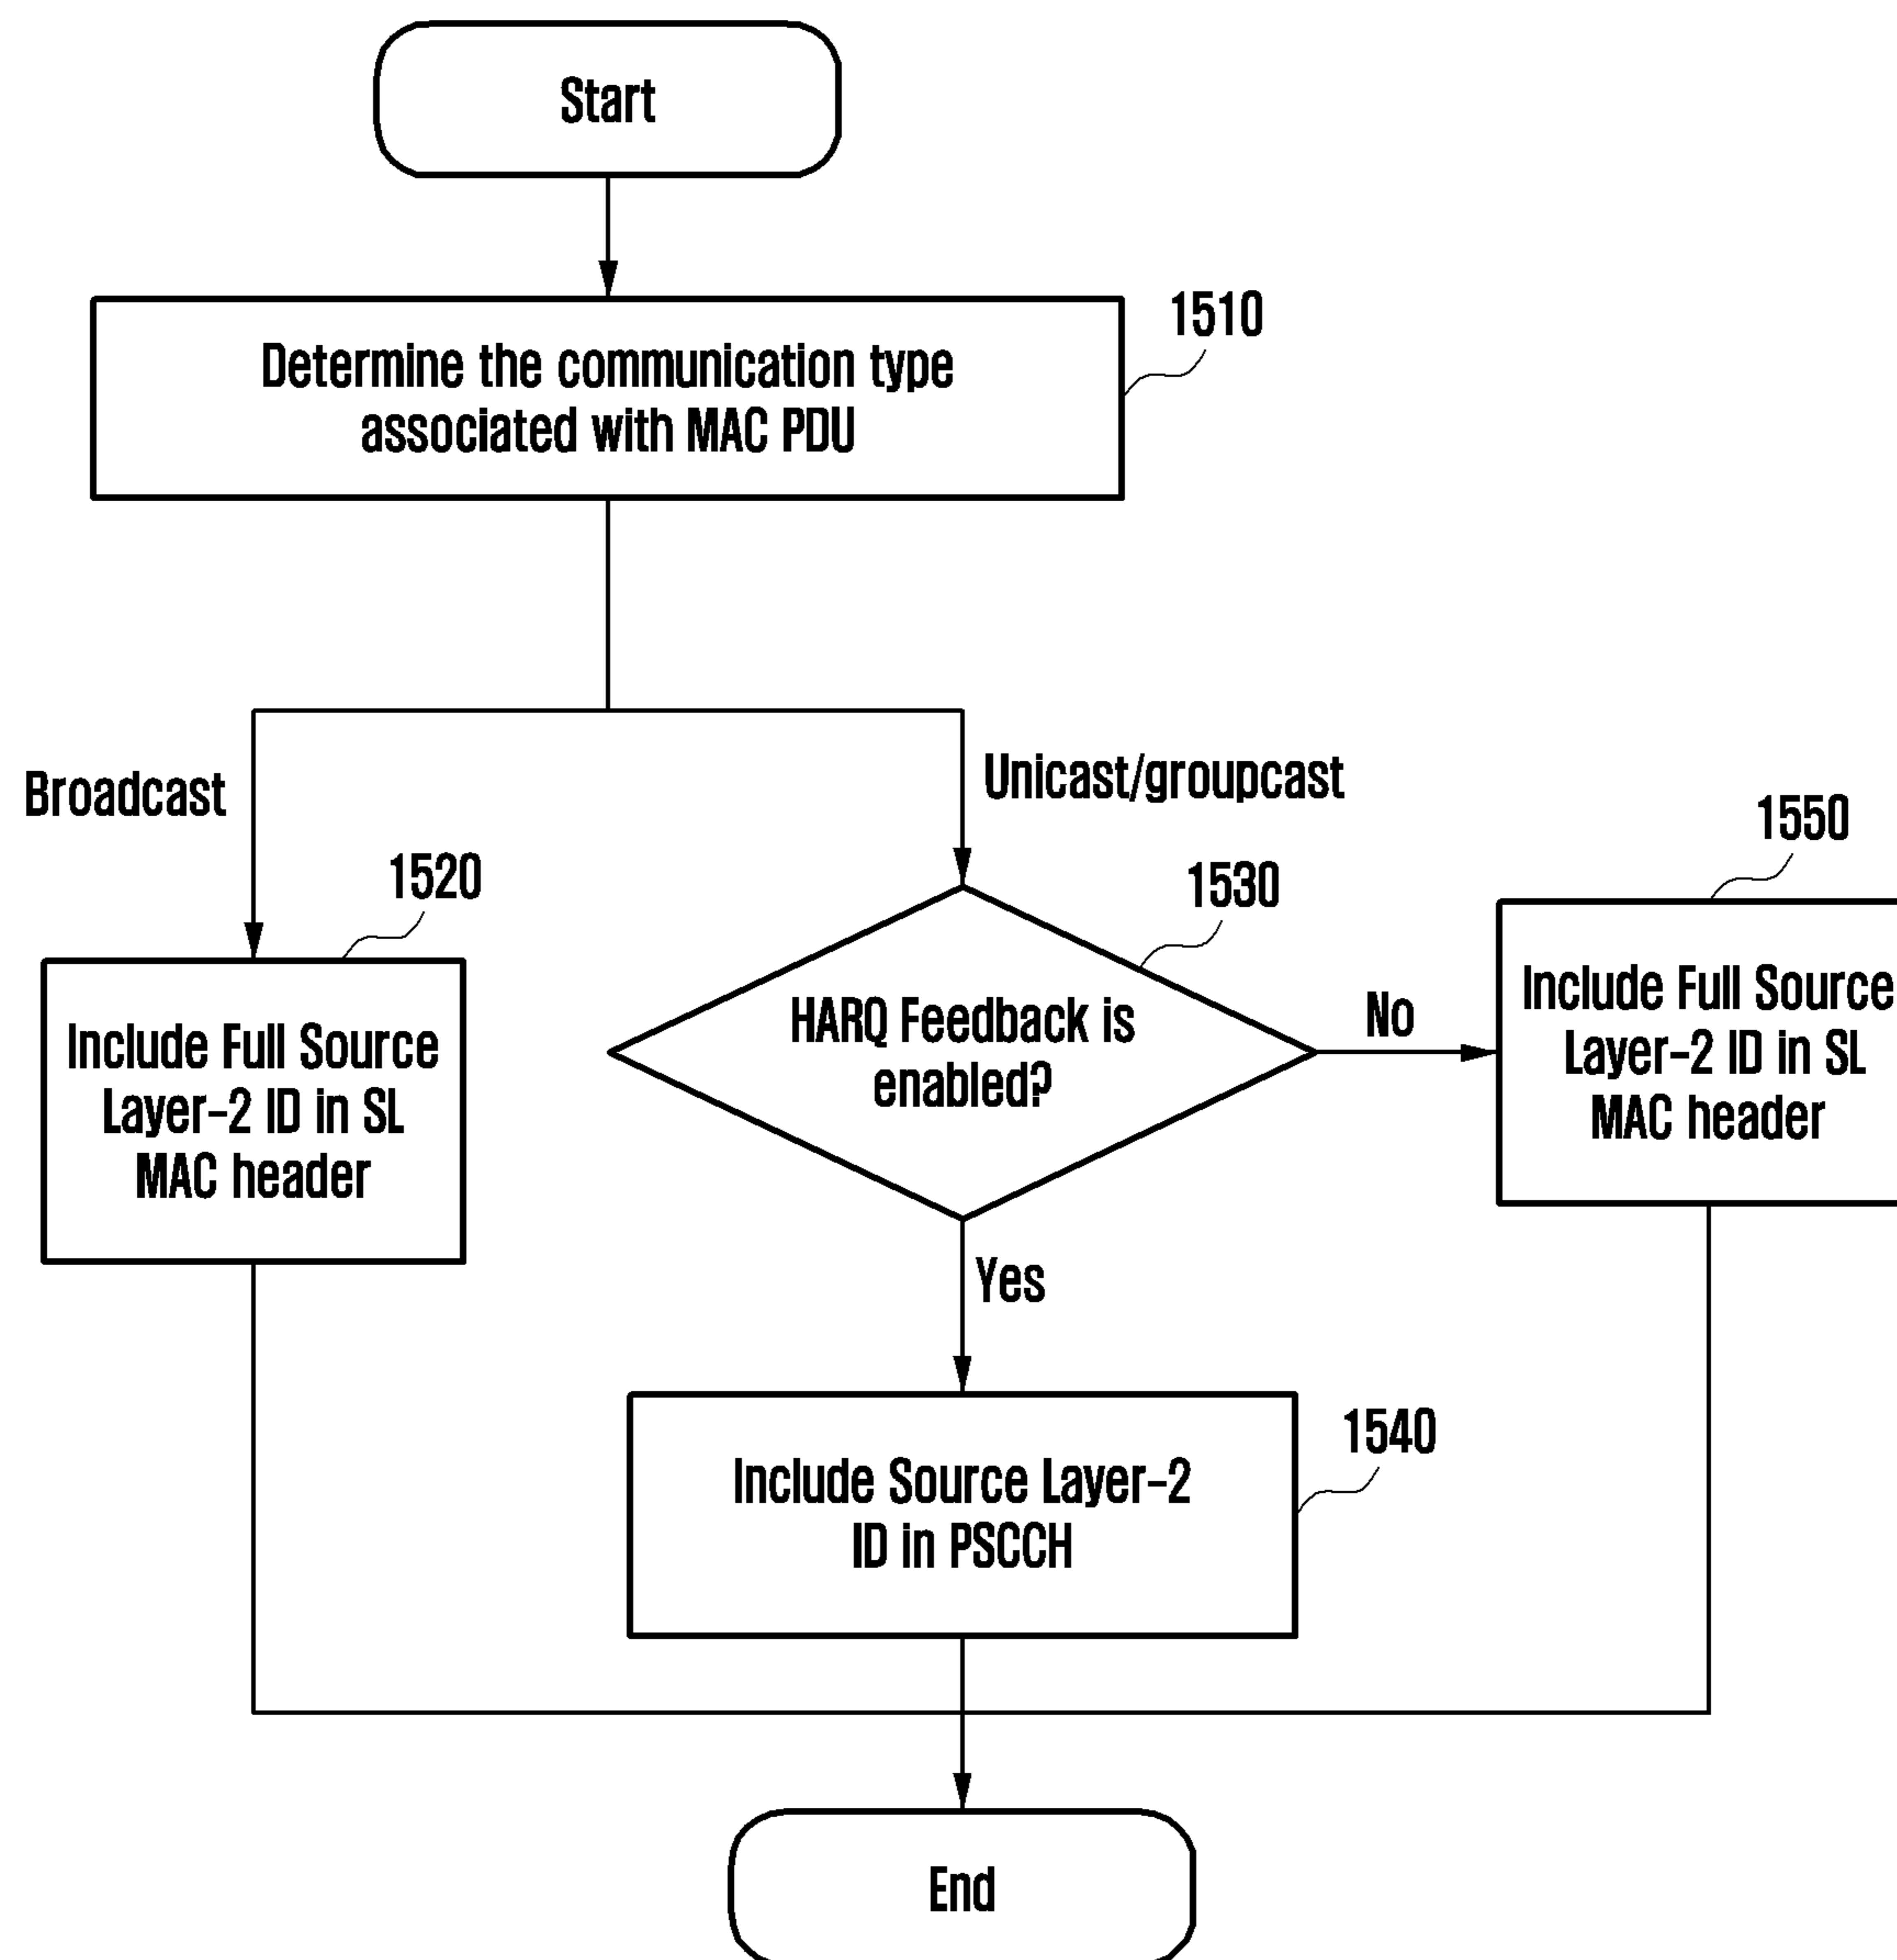 Start
1510
Determine the communication type
associated with MAC PDU
Broadcast
Unicast/groupcast
1520
Include Full Source
Layer-2 ID in SL
MAC header
1530
HARQ Feedback is
enabled?
No
1550
Include Full Source
Layer-2 ID in SL
MAC header
Yes
1540
Include Source Layer-2
ID in PSCCH
End